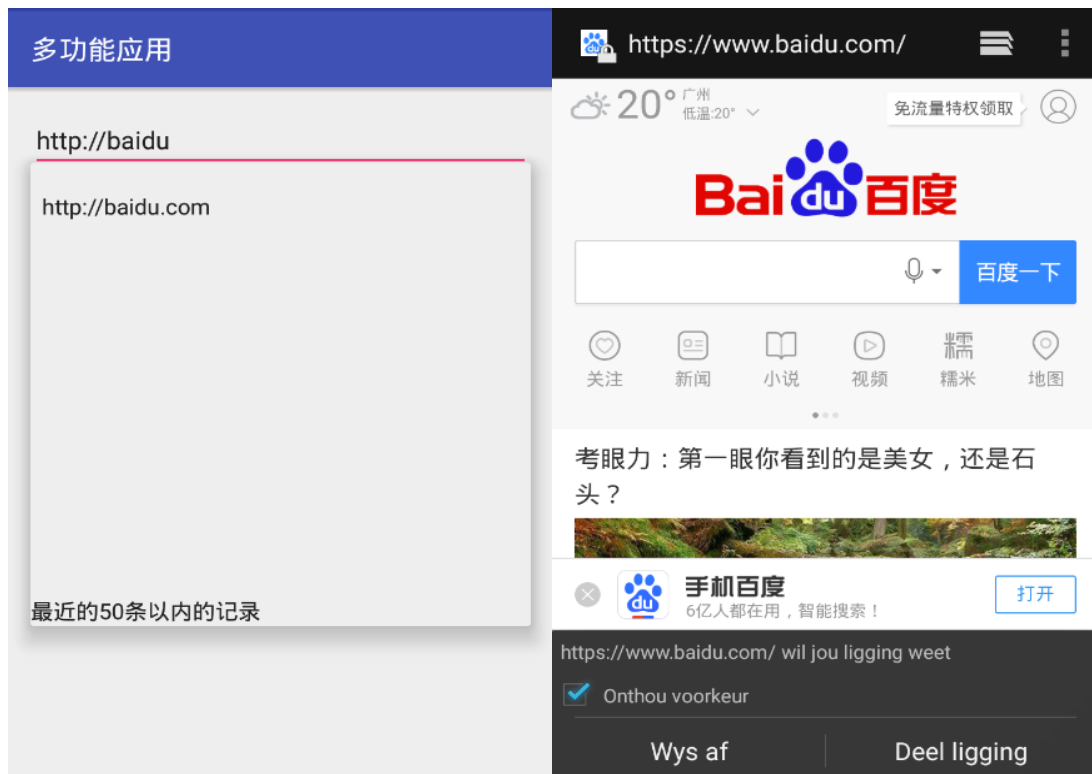 多功能应用
http://baidu
http://baidu.com
最近的50条以内的记录
https://www.baidu.com/
20°
广州
低温:20°
免流量特权领取
Bai du 百度
百度一下
关注 新闻 小说 视频 糯米 地图
考眼力：第一眼你看到的是美女，还是石
头？
手机百度
6亿人都在用，智能搜索！
打开
https://www.baidu.com/ wil jou ligging weet
Onthou voorkeur
Wys af Deel ligging